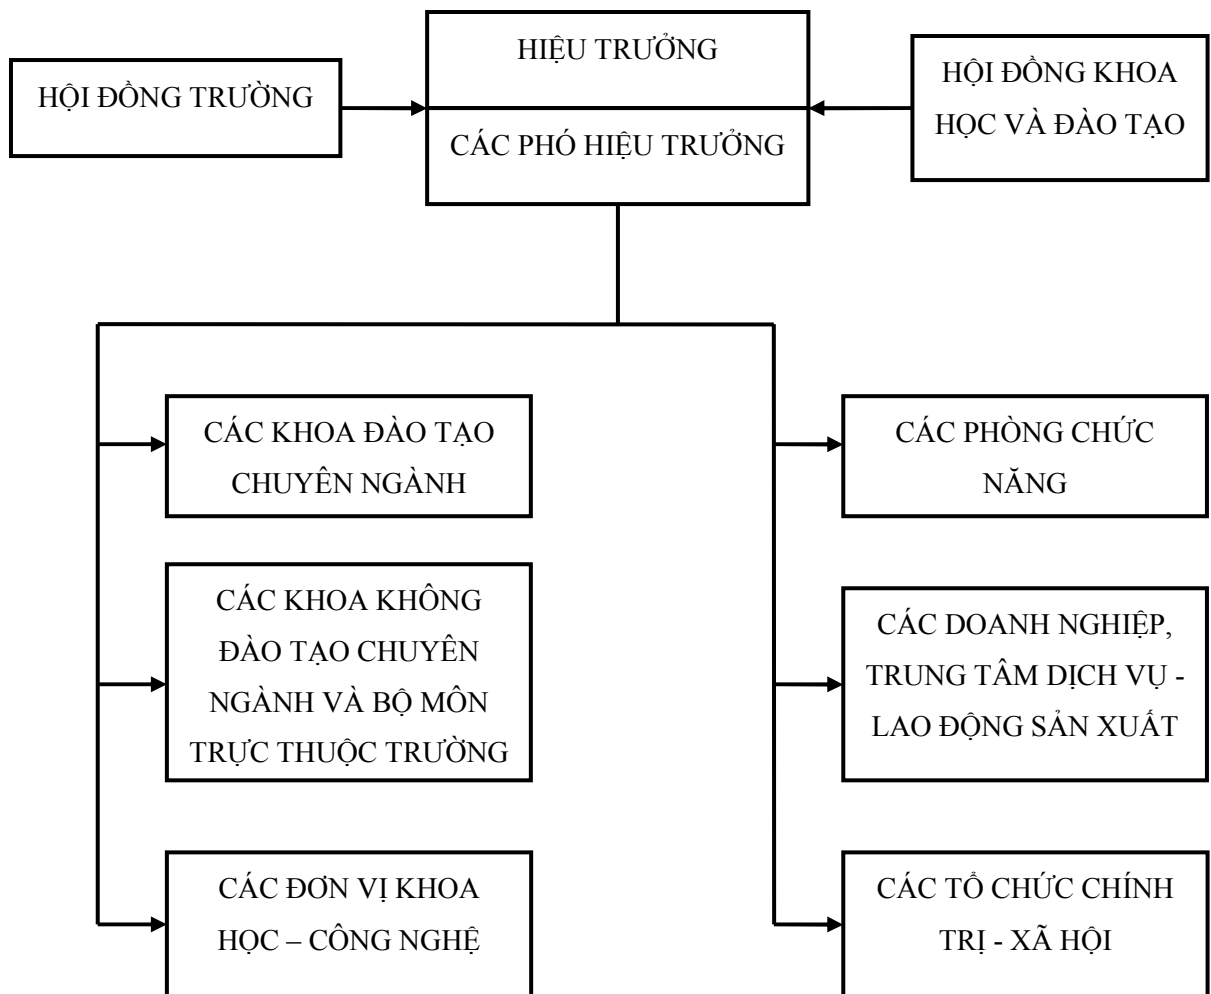 HIỆU TRƯỞNG
HỘI ĐỒNG TRƯỜNG
HỘI ĐỒNG KHOA
HỌC VÀ ĐÀO TẠO
CÁC PHÓ HIỆU TRƯỞNG
CÁC KHOA ĐÀO TẠO
CHUYÊN NGÀNH
CÁC PHÒNG CHỨC
NĂNG
CÁC KHOA KHÔNG
ĐÀO TẠO CHUYÊN
NGÀNH VÀ BỘ MÔN
TRỰC THUỘC TRƯỜNG
CÁC DOANH NGHIỆP,
TRUNG TÂM DỊCH VỤ -
LAO ĐỘNG SẢN XUẤT
CÁC ĐƠN VỊ KHOA
HỌC – CÔNG NGHỆ
CÁC TỔ CHỨC CHÍNH
TRỊ - XÃ HỘI